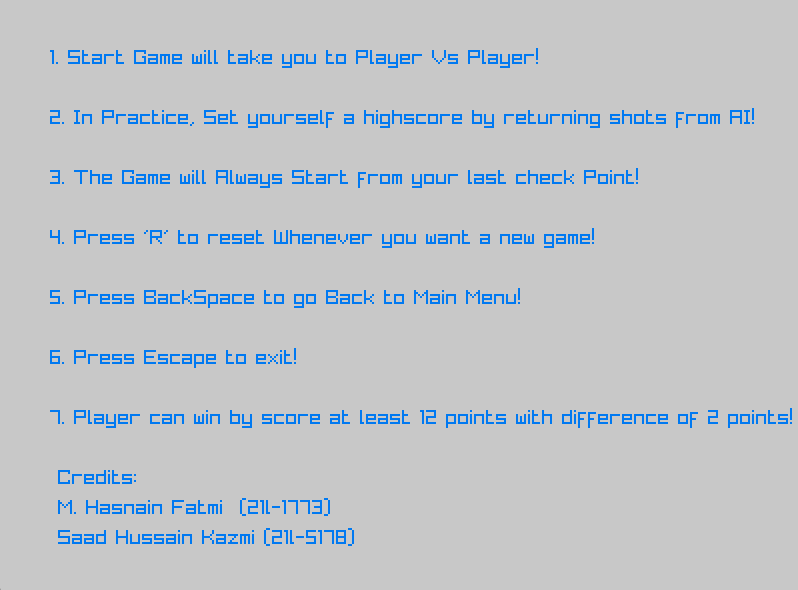 1. Start Game will take you to Player Vs Player!
2. In Practice, Set yourself a highscore by returning shots from AI!
3. The Game will Always Start from your last check Point!
4. Press 'R' to reset Whenever you want a new game!
5. Press BackSpace to go Back to Main Menu!
6. Press Escape to exit!
7. Player can win by score at least 12 points with difference of 2 points!
Credits:
M. Hasnain Fatmi (21l-1773)
Saad Hussain Kazmi (21l-5178)